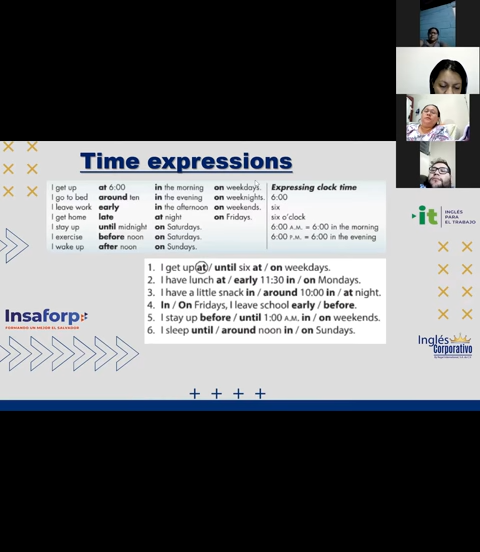 Time expressions
I get up at 6:00 in the morning on weekdays. Expressing clock time
I go to bed around ten in the evening on weeknights. 6:00
I leave work early in the afternoon on weekends. six
I get home late at night on Fridays. six o'clock
I stay up until midnight on Saturdays. 6:00 A.M. = 6:00 in the morning
I exercise before noon on Saturdays. 6:00 P.M. = 6:00 in the evening
I wake up after noon on Sundays.
1. I get up at / until six at / on weekdays.
2. I have lunch at / early 11:30 in / on Mondays.
3. I have a little snack in / around 10:00 in / at night.
4. In / On Fridays, I leave school early / before.
5. I stay up before / until 1:00 A.M. in / on weekends.
6. I sleep until / around noon in / on Sundays.
it INGLÉS
PARA
EL TRABAJO
Insaforp
FORMANDO UN MEJOR EL SALVADOR
Inglés
Corporativo